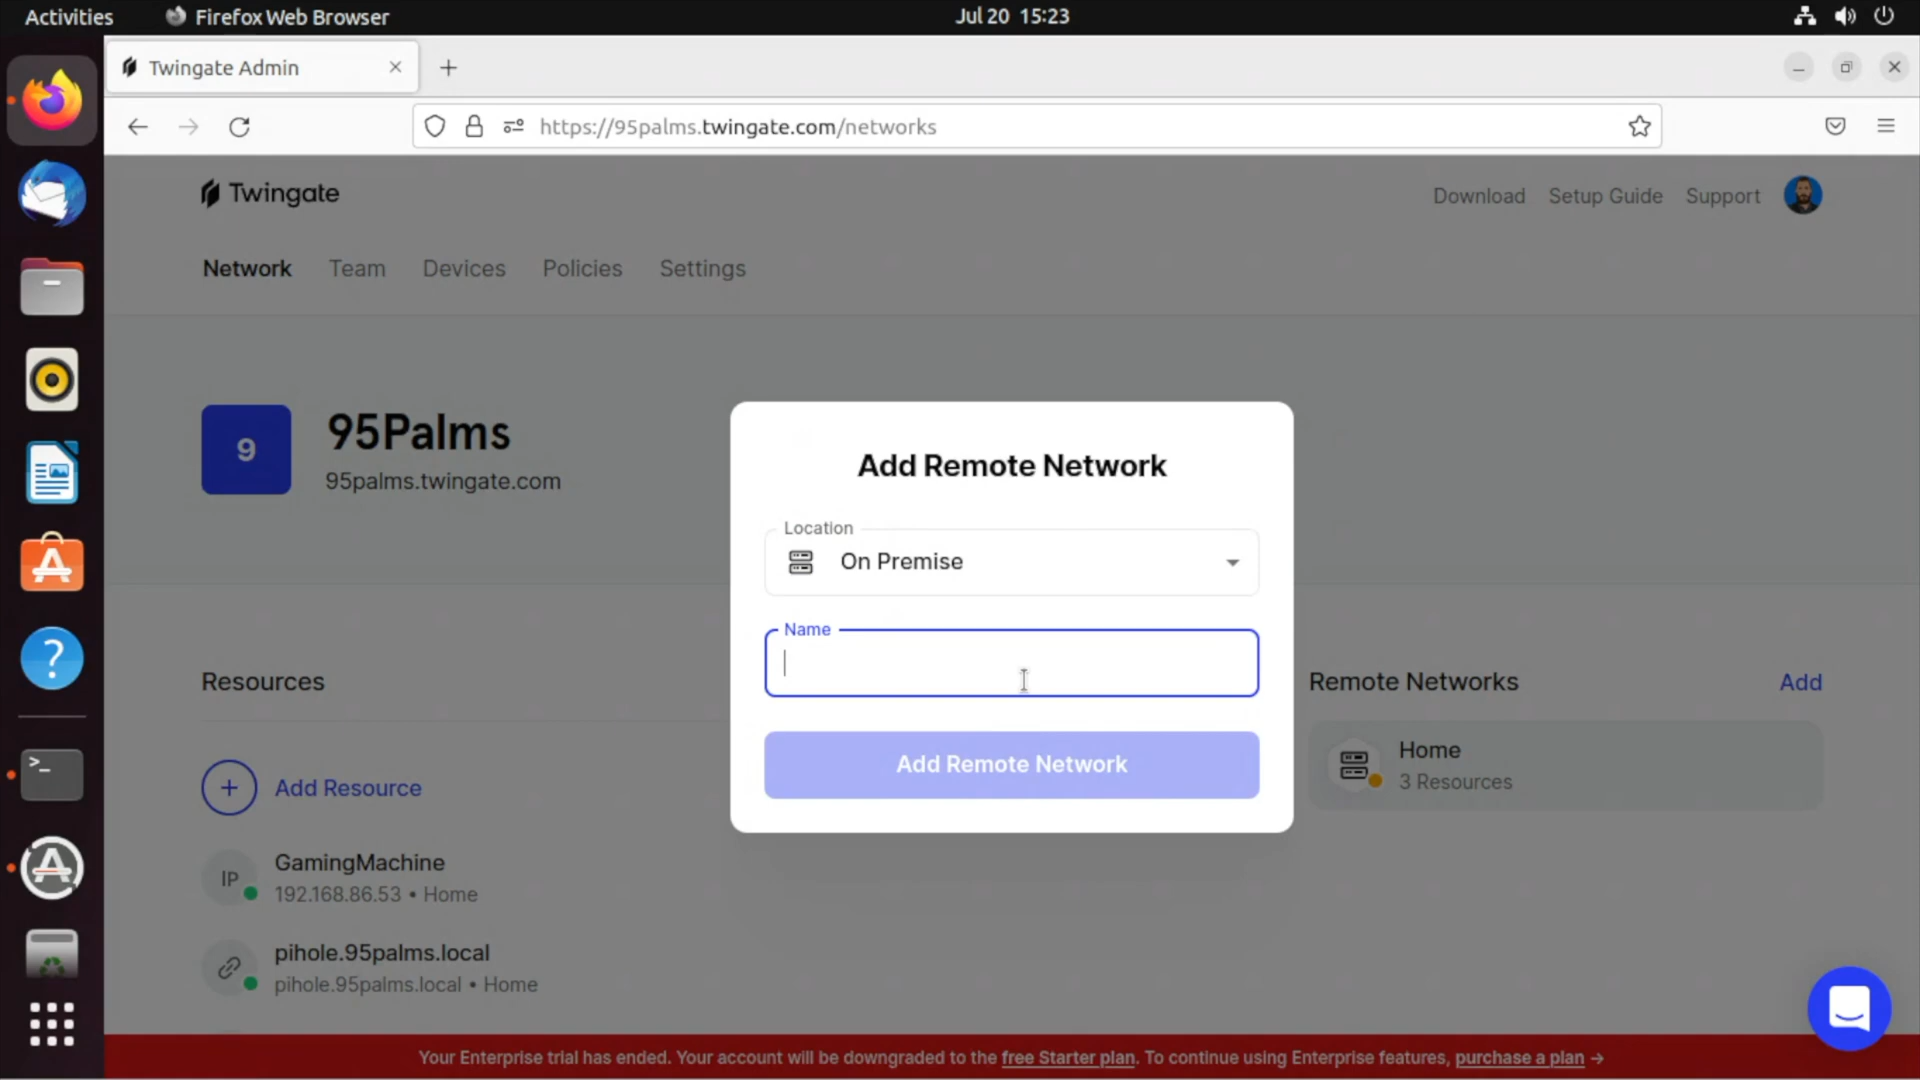 Activities
Firefox Web Browser
Jul 20 15:23
Twingate Admin
https://95palms.twingate.com/networks
Twingate
Download
Setup Guide
Support
Network
Team
Devices
Policies
Settings
9
95Palms
95palms.twingate.com
Add Remote Network
Location
On Premise
Name
Add Remote Network
Resources
Add Resource
IP
GamingMachine
192.168.86.53 • Home
pihole.95palms.local
pihole.95palms.local • Home
Remote Networks
Add
Home
3 Resources
Your Enterprise trial has ended. Your account will be downgraded to the free Starter plan. To continue using Enterprise features, purchase a plan →